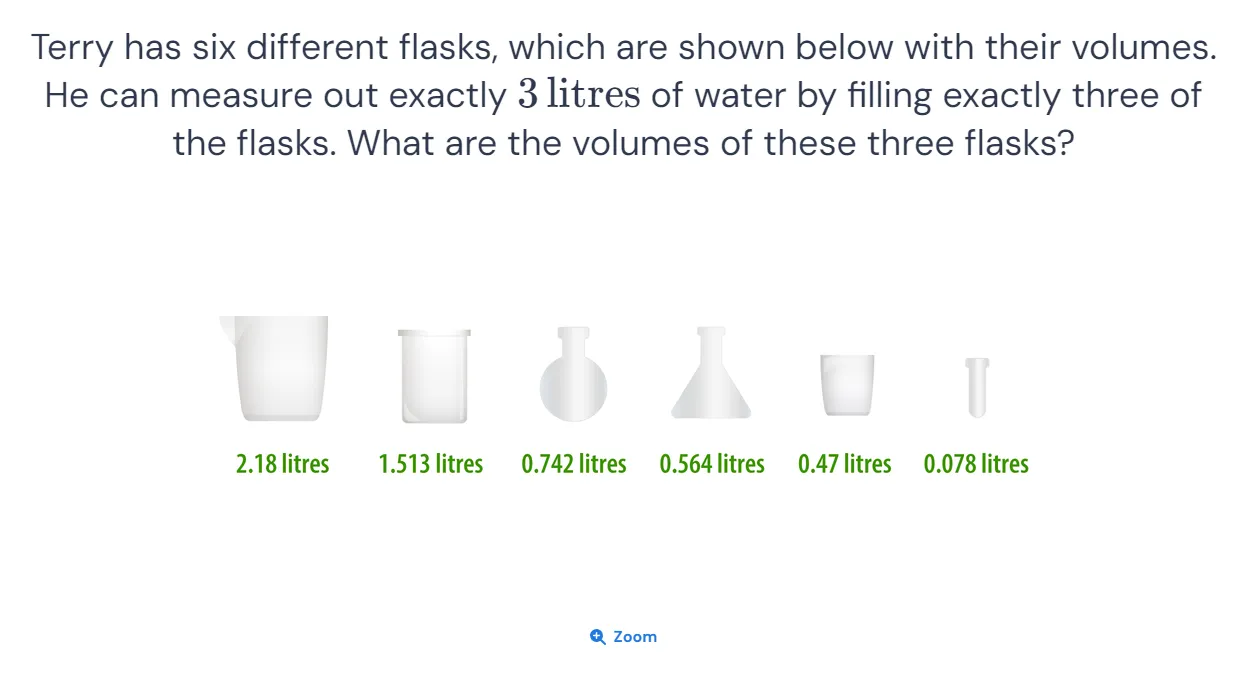 Terry has six different flasks, which are shown below with their volumes.
He can measure out exactly 3 litres of water by filling exactly three of
the flasks. What are the volumes of these three flasks?
2.18 litres 1.513 litres 0.742 litres 0.564 litres 0.47 litres 0.078 litres
Zoom